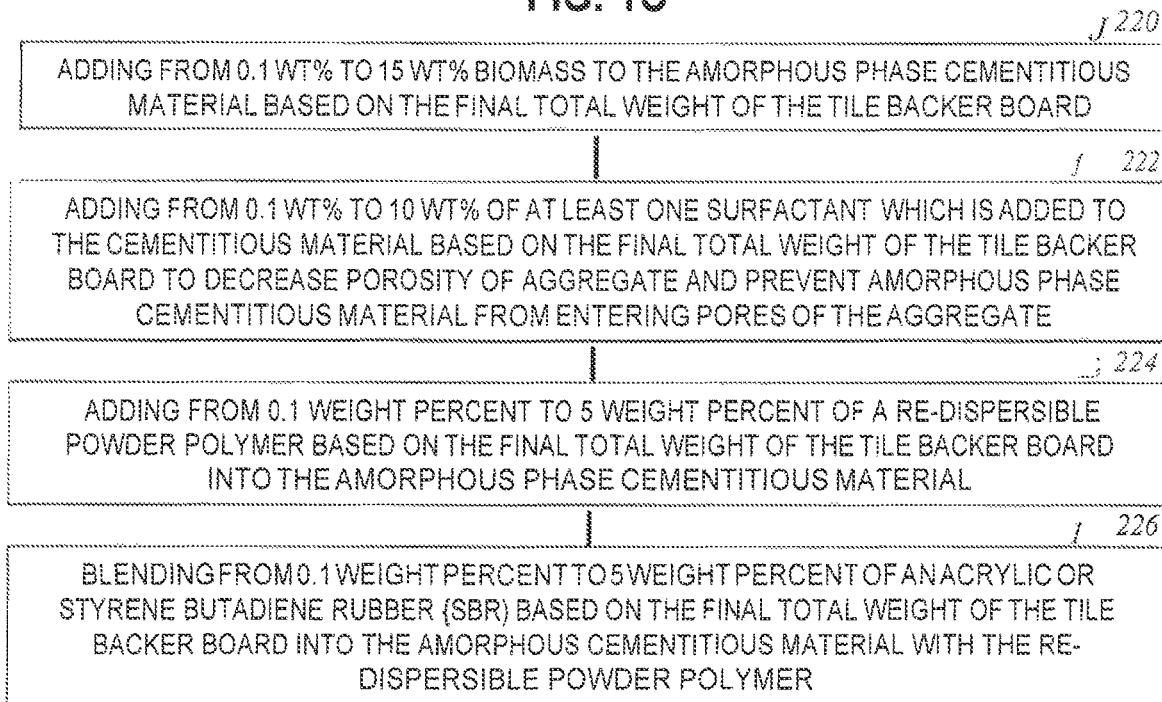 220
ADDING FROM 0.1 WT% TO 15 WT% BIOMASS TO THE AMORPHOUS PHASE CEMENTITIOUS
MATERIAL BASED ON THE FINAL TOTAL WEIGHT OF THE TILE BACKER BOARD
222
ADDING FROM 0.1 WT% TO 10 WT% OF AT LEAST ONE SURFACTANT WHICH IS ADDED TO
THE CEMENTITIOUS MATERIAL BASED ON THE FINAL TOTAL WEIGHT OF THE TILE BACKER
BOARD TO DECREASE POROSITY OF AGGREGATE AND PREVENT AMORPHOUS PHASE
CEMENTITIOUS MATERIAL FROM ENTERING PORES OF THE AGGREGATE
224
ADDING FROM 0.1 WEIGHT PERCENT TO 5 WEIGHT PERCENT OF A RE-DISPERSIBLE
POWDER POLYMER BASED ON THE FINAL TOTAL WEIGHT OF THE TILE BACKER BOARD
INTO THE AMORPHOUS PHASE CEMENTITIOUS MATERIAL
226
BLENDING FROM 0.1 WEIGHT PERCENT TO 5 WEIGHT PERCENT OF AN ACRYLIC OR
STYRENE BUTADIENE RUBBER {SBR) BASED ON THE FINAL TOTAL WEIGHT OF THE TILE
BACKER BOARD INTO THE AMORPHOUS CEMENTITIOUS MATERIAL WITH THE RE-
DISPERSIBLE POWDER POLYMER